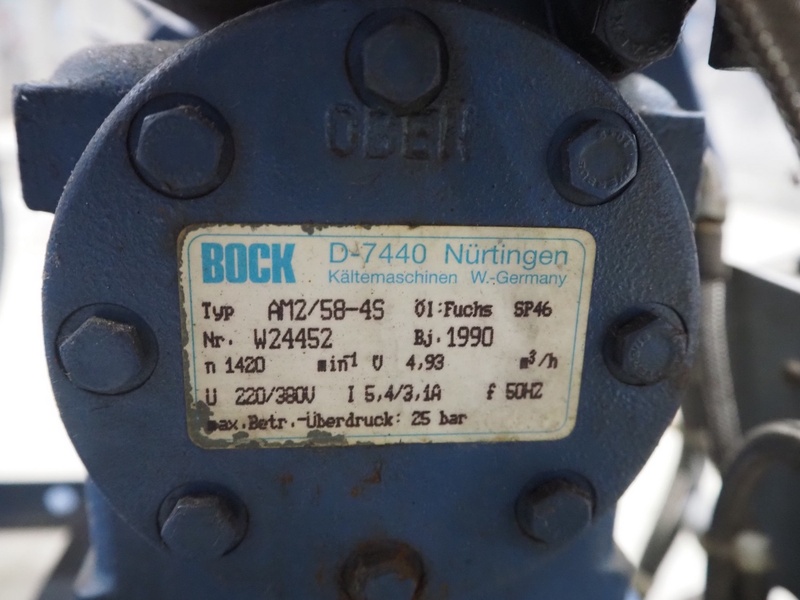 OBEN
BOCK D-7440 Nürtingen
Kältemaschinen W.-Germany
Typ AM2/58-4S Öl:Fuchs SP46
Nr. W24452 Bj. 1990
n 1420 min-1 V 4,93 m³/h
U 220/380V I 5,4/3,1A f 50HZ
max.Betr.-Überdruck: 25 bar